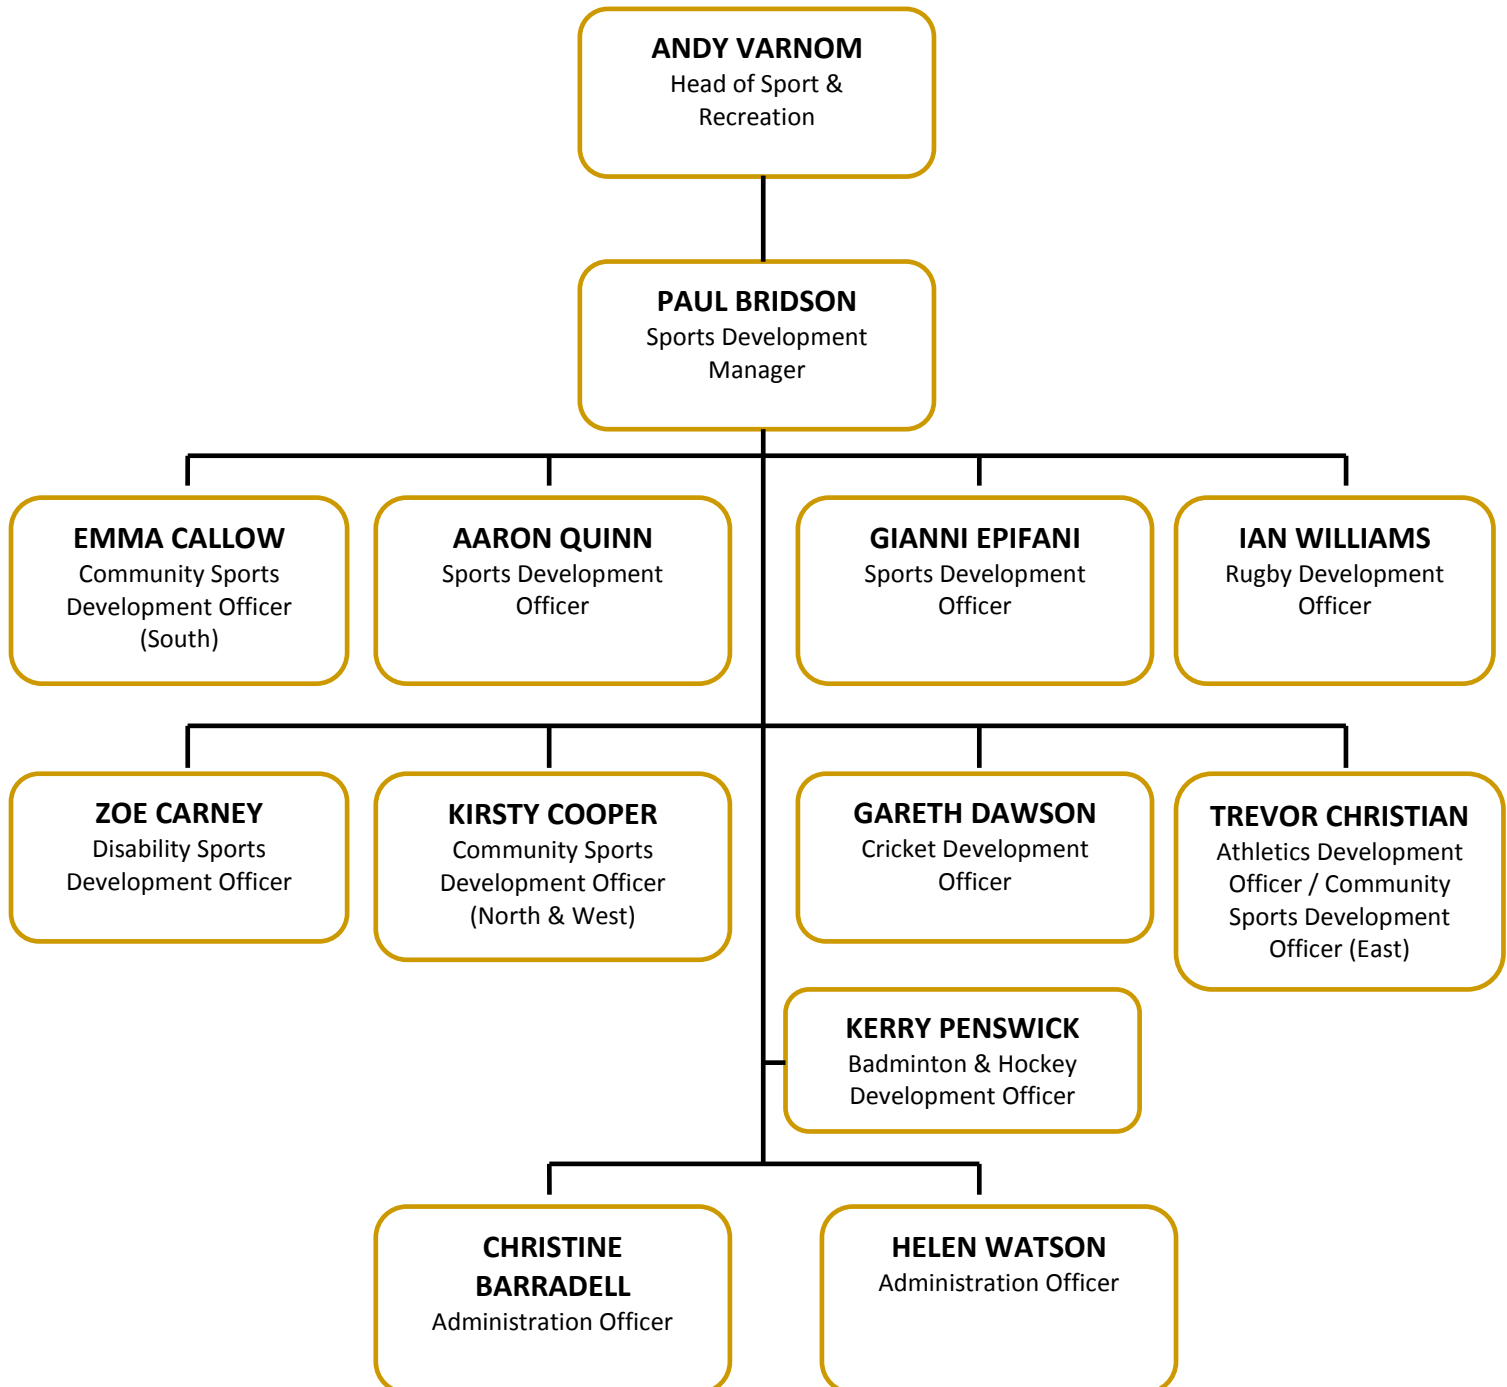 ANDY VARNOM
Head of Sport &
Recreation
PAUL BRIDSON
Sports Development
Manager
EMMA CALLOW
Community Sports
Development Officer
(South)
AARON QUINN
Sports Development
Officer
GIANNI EPIFANI
Sports Development
Officer
IAN WILLIAMS
Rugby Development
Officer
ZOE CARNEY
Disability Sports
Development Officer
KIRSTY COOPER
Community Sports
Development Officer
(North & West)
GARETH DAWSON
Cricket Development
Officer
TREVOR CHRISTIAN
Athletics Development
Officer / Community
Sports Development
Officer (East)
KERRY PENSWICK
Badminton & Hockey
Development Officer
CHRISTINE
BARRADELL
Administration Officer
HELEN WATSON
Administration Officer